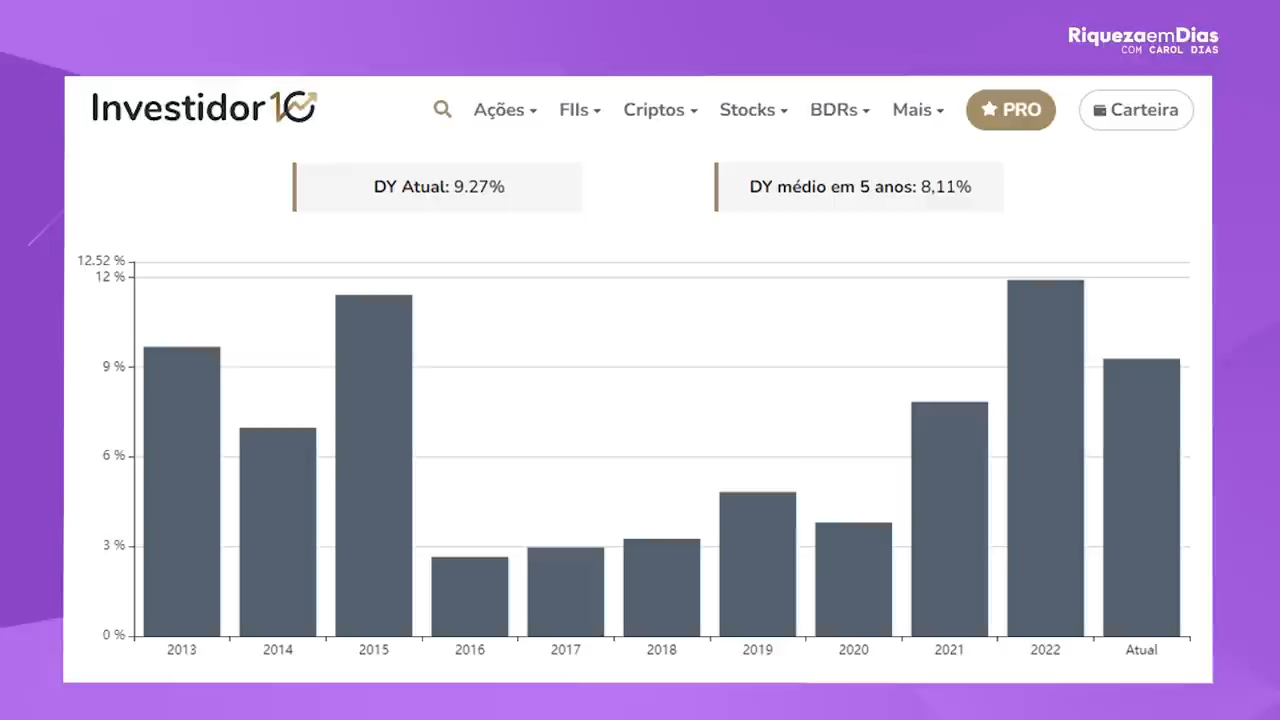 RiquezaemDias
COM CAROL DIAS
Investidor 10
Ações
FIIs
Criptos
Stocks
BDRs
Mais
PRO
Carteira
DY Atual: 9.27%
DY médio em 5 anos: 8,11%
12.52 %
12 %
9 %
6 %
3 %
0 %
2013
2014
2015
2016
2017
2018
2019
2020
2021
2022
Atual